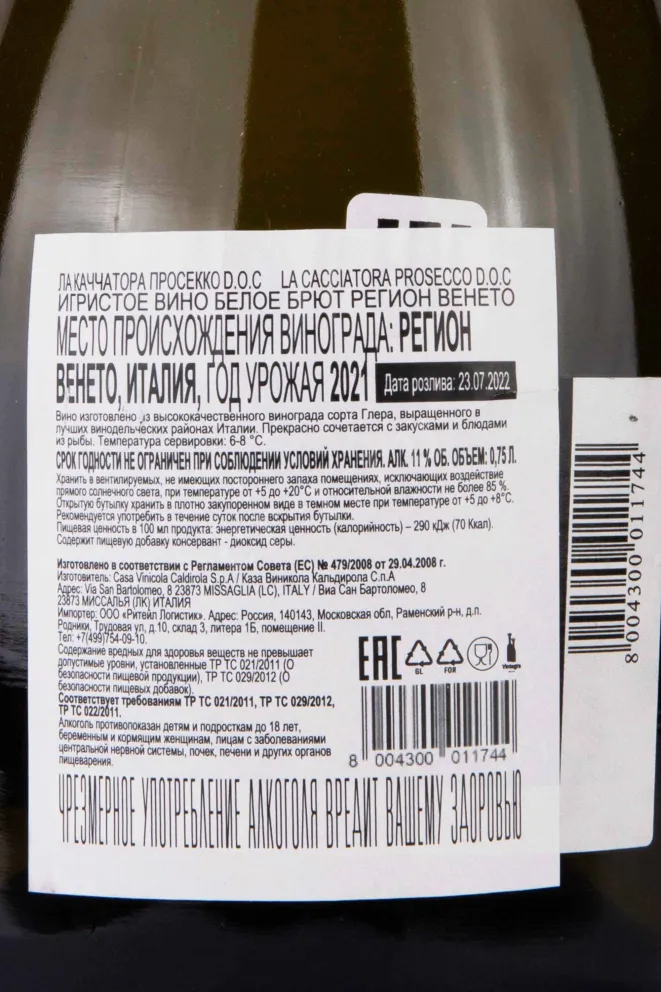 ЛА КАЧЧАТОРА ПРОСЕККО D.O.C LA CACCIATORA PROSECCO D.O.C
ИГРИСТОЕ ВИНО БЕЛОЕ БРЮТ РЕГИОН ВЕНЕТО
МЕСТО ПРОИСХОЖДЕНИЯ ВИНОГРАДА: РЕГИОН
ВЕНЕТО, ИТАЛИЯ, ГОД УРОЖАЯ 2021 Дата розлива: 23.07.2022
Вино изготовлено из высококачественного винограда сорта Глера, выращенного в
лучших винодельческих районах Италии. Прекрасно сочетается с закусками и блюдами
из рыбы. Температура сервировки: 6-8 °C.
СРОК ГОДНОСТИ НЕ ОГРАНИЧЕН ПРИ СОБЛЮДЕНИИ УСЛОВИЙ ХРАНЕНИЯ. АЛК. 11 % ОБ. ОБЪЕМ: 0,75 Л.
Хранить в вентилируемых, не имеющих постороннего запаха помещениях, исключающих воздействие
прямого солнечного света, при температуре от +5 до +20°C и относительной влажности не более 85 %.
Открытую бутылку хранить в плотно закупоренном виде в темном месте при температуре от +5 до +8°C.
Рекомендуется употребить в течение суток после вскрытия бутылки.
Пищевая ценность в 100 мл продукта: энергетическая ценность (калорийность) – 290 кДж (70 Ккал).
Содержит пищевую добавку консервант - диоксид серы.
Изготовлено в соответствии с Регламентом Совета (ЕС) № 479/2008 от 29.04.2008 г.
Изготовитель: Casa Vinicola Caldirola S.p.A / Каза Виникола Кальдирола С.п.А
Адрес: Via San Bartolomeo, 8 23873 MISSAGLIA (LC), ITALY / Виа Сан Бартоломео, 8
23873 МИССАЛЬЯ (ЛК) ИТАЛИЯ
Импортер: ООО «Ритейл Логистик». Адрес: Россия, 140143, Московская обл, Раменский р-н, д.п.
Родники, Трудовая ул, д.10, склад 3, литера 1Б, помещение II.
Тел: +7(499)754-09-10.
Содержание вредных для здоровья веществ не превышает
допустимые уровни, установленные ТР ТС 021/2011 (О
безопасности пищевой продукции), ТР ТС 029/2012 (О
безопасности пищевых добавок).
Соответствует требованиям ТР ТС 021/2011, ТР ТС 029/2012,
ТР ТС 022/2011.
Алкоголь противопоказан детям и подросткам до 18 лет,
беременным и кормящим женщинам, лицам с заболеваниями
центральной нервной системы, почек, печени и других органов
пищеварения.
EAC
GL FOR Vintegra
8 004300 011744
ЧРЕЗМЕРНОЕ УПОТРЕБЛЕНИЕ АЛКОГОЛЯ ВРЕДИТ ВАШЕМУ ЗДОРОВЬЮ
8 004300 011744